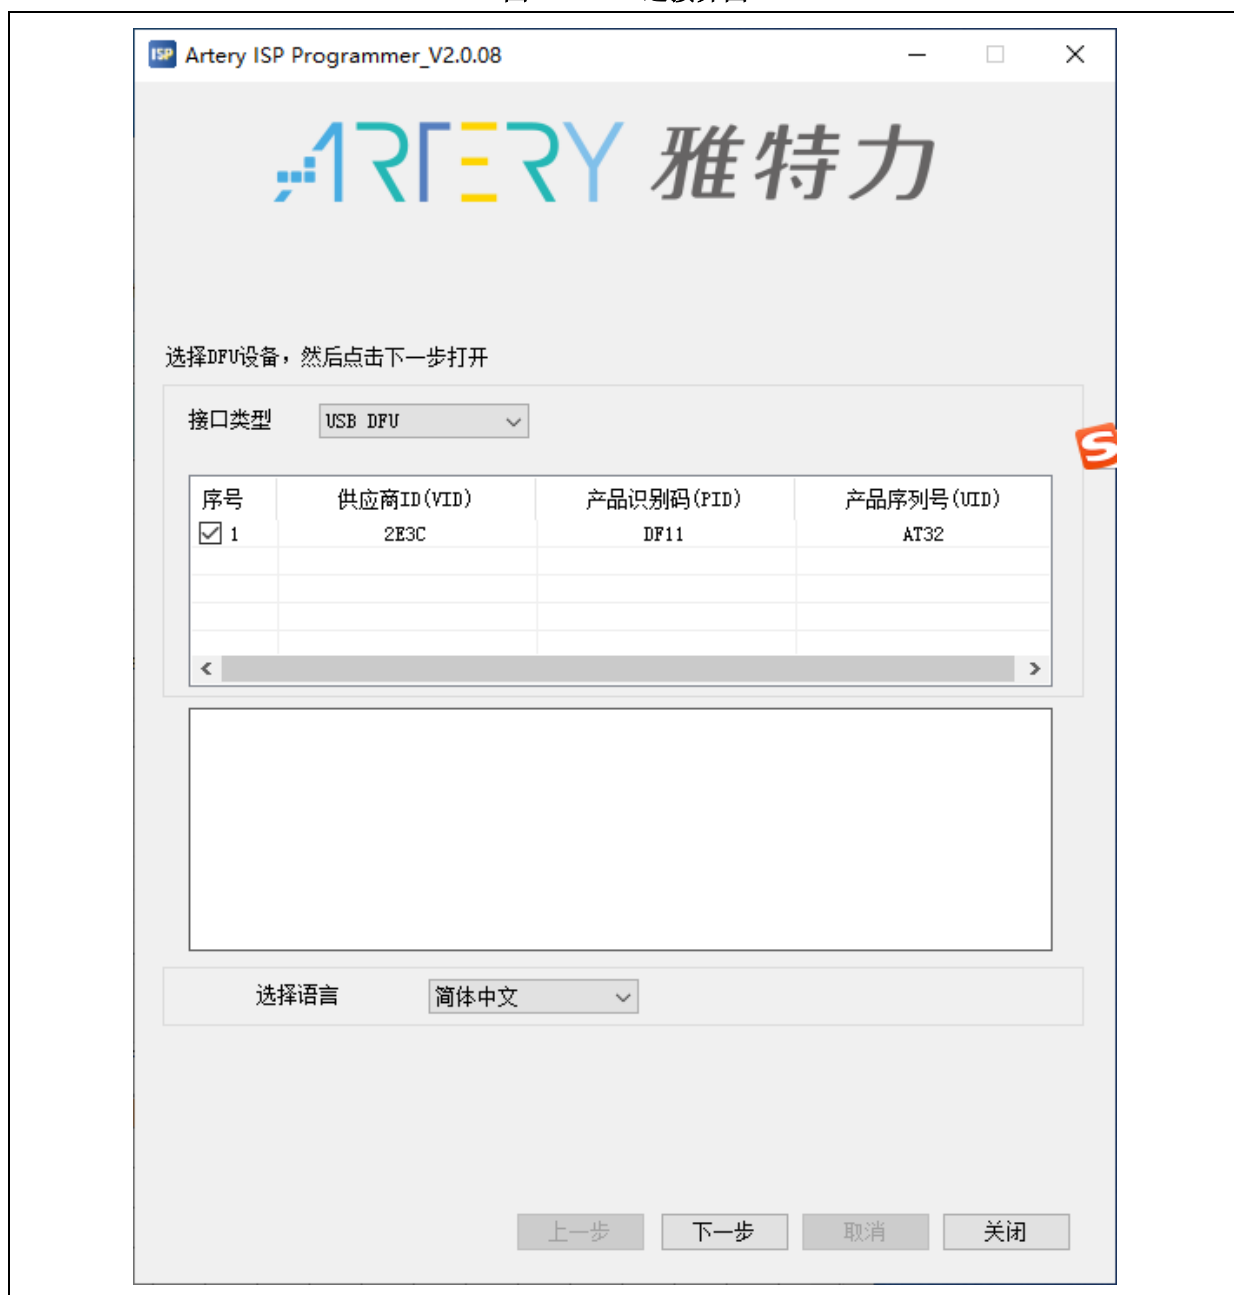 ISP Artery ISP Programmer_V2.0.08
ARTERY 雅特力
选择DFU设备，然后点击下一步打开
接口类型 USB DFU
S
序号 供应商ID(VID) 产品识别码(PID) 产品序列号(UID)
1 2E3C DF11 AT32
选择语言 简体中文
上一步 下一步 取消 关闭